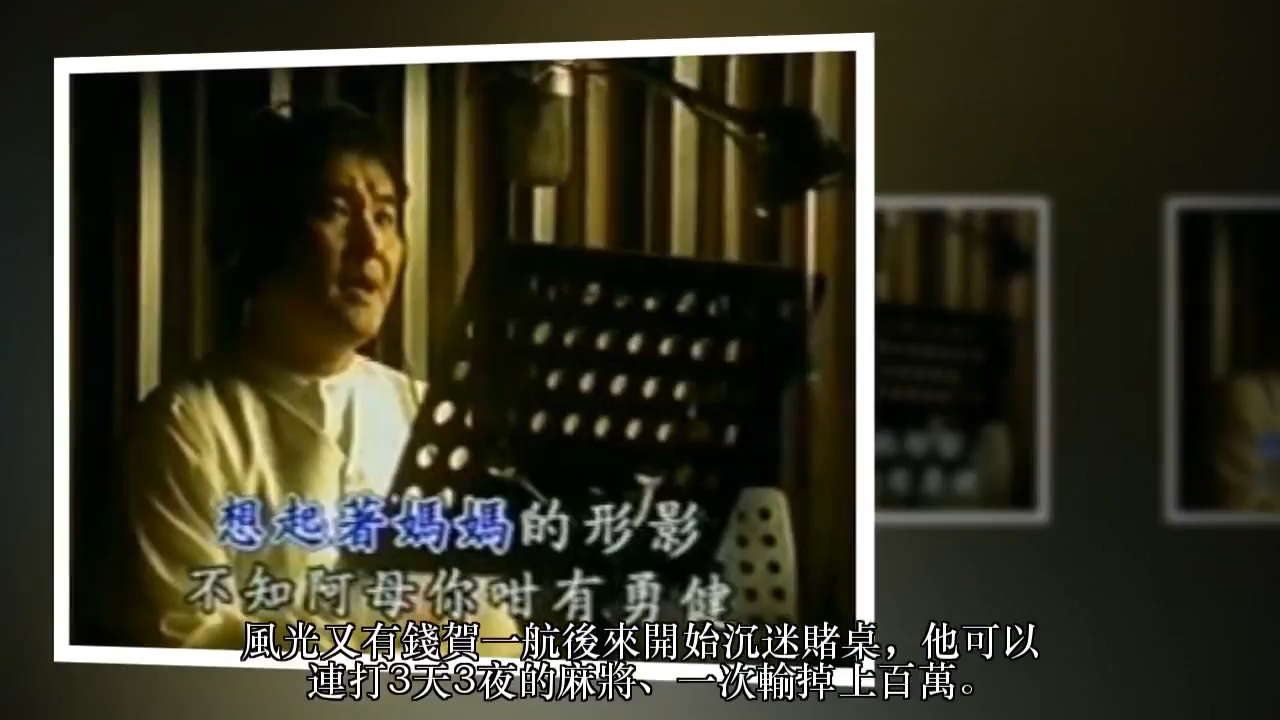 想起著媽媽的形影
不知阿母你咁有勇健
風光又有錢賀一航後來開始沉迷賭桌，他可以
連打3天3夜的麻將、一次輸掉上百萬。